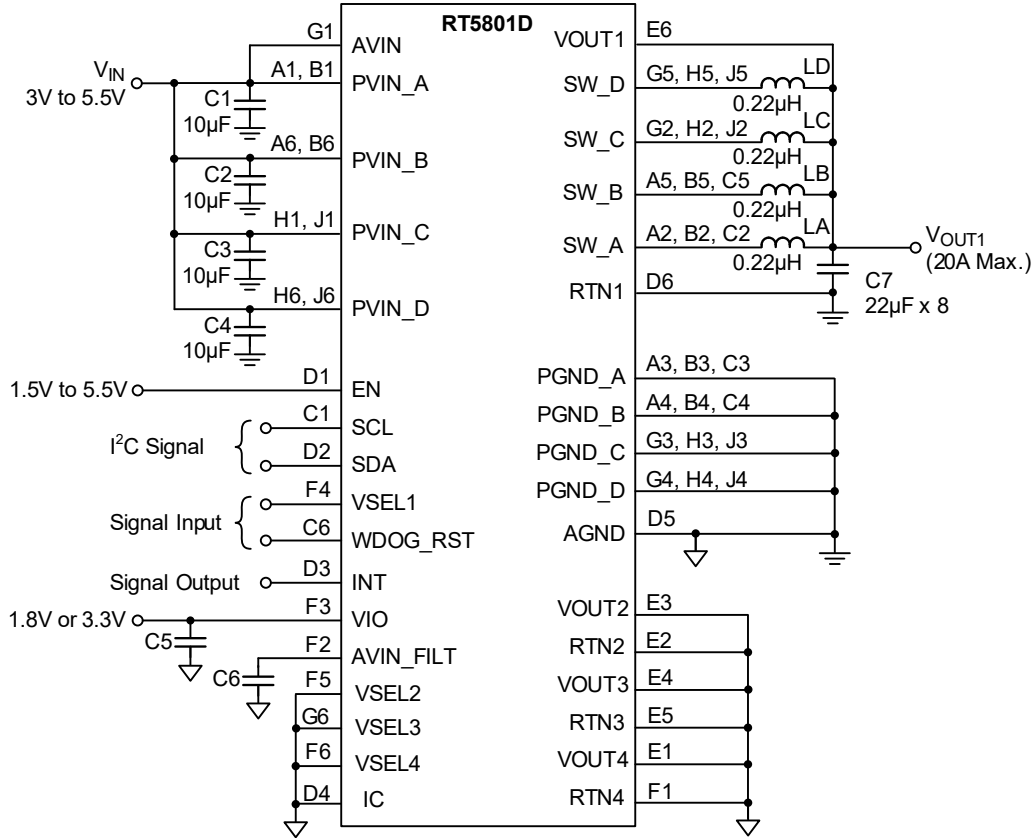 RT5801D
G1
AVIN
VIN
3V to 5.5V
A1, B1
PVIN_A
C1
10µF
A6, B6
PVIN_B
C2
10µF
H1, J1
PVIN_C
C3
10µF
H6, J6
PVIN_D
C4
10µF
1.5V to 5.5V
D1
EN
I²C Signal
C1
SCL
D2
SDA
Signal Input
F4
VSEL1
C6
WDOG_RST
Signal Output
D3
INT
1.8V or 3.3V
F3
VIO
C5
F2
AVIN_FILT
C6
F5
VSEL2
G6
VSEL3
F6
VSEL4
D4
IC
VOUT1
E6
SW_D
G5, H5, J5
LD
0.22µH
SW_C
G2, H2, J2
LC
0.22µH
SW_B
A5, B5, C5
LB
0.22µH
SW_A
A2, B2, C2
LA
0.22µH
VOUT1
(20A Max.)
RTN1
D6
C7
22µF x 8
PGND_A
A3, B3, C3
PGND_B
A4, B4, C4
PGND_C
G3, H3, J3
PGND_D
G4, H4, J4
AGND
D5
VOUT2
E3
RTN2
E2
VOUT3
E4
RTN3
E5
VOUT4
E1
RTN4
F1